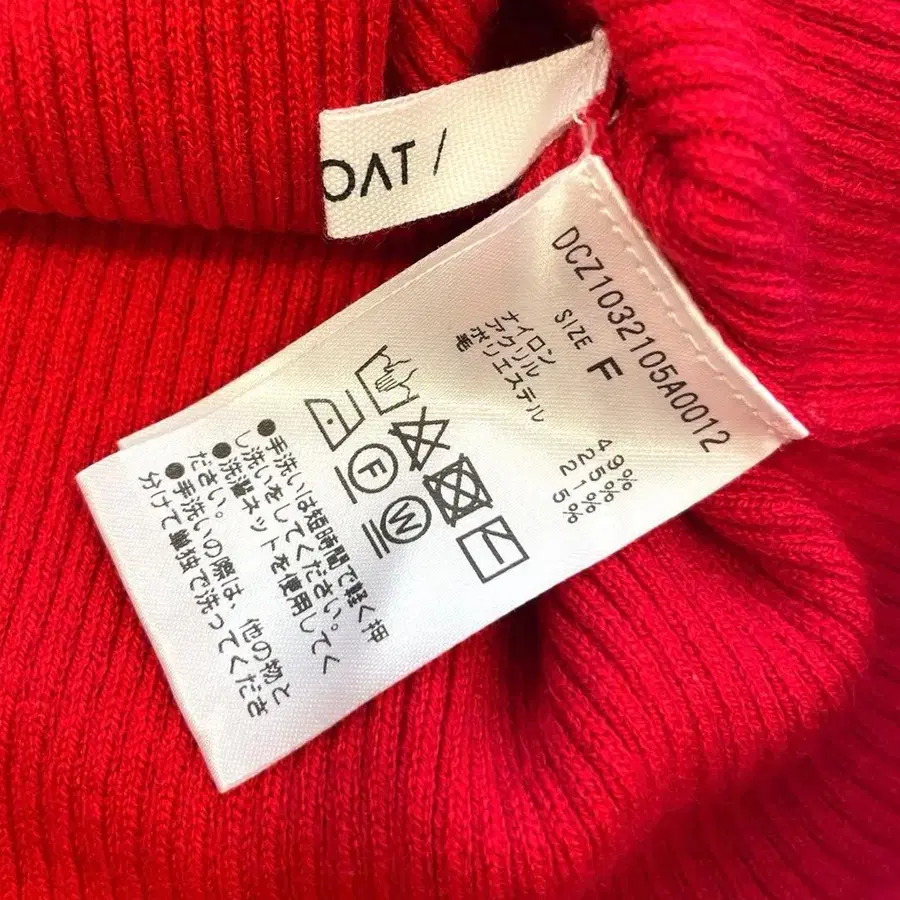 OAT /
DCZ1032105A0012
SIZE F
ナイロン 49%
アクリル 25%
ポリエステル 21%
毛 5%
F
W
●手洗いは短時間で軽く押
し洗いをしてください。
●洗濯ネットを使用してく
ださい。
●手洗いの際は、他の物と
分けて単独で洗ってくださ